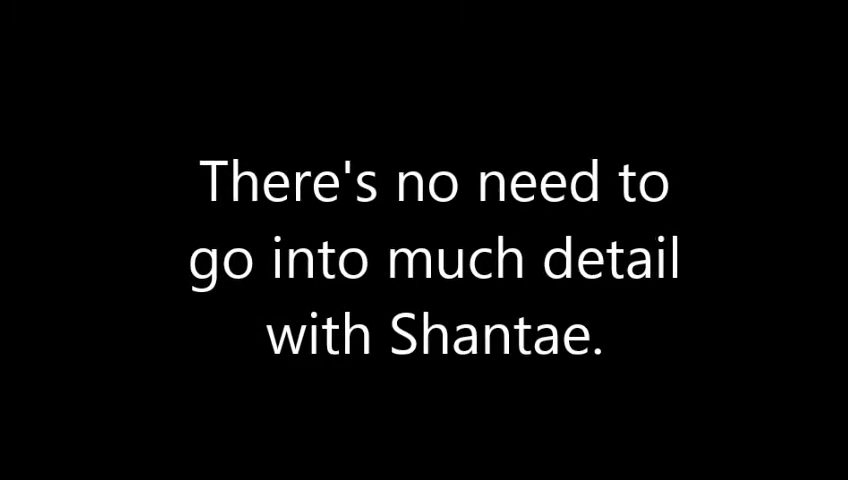 There's no need to
go into much detail
with Shantae.